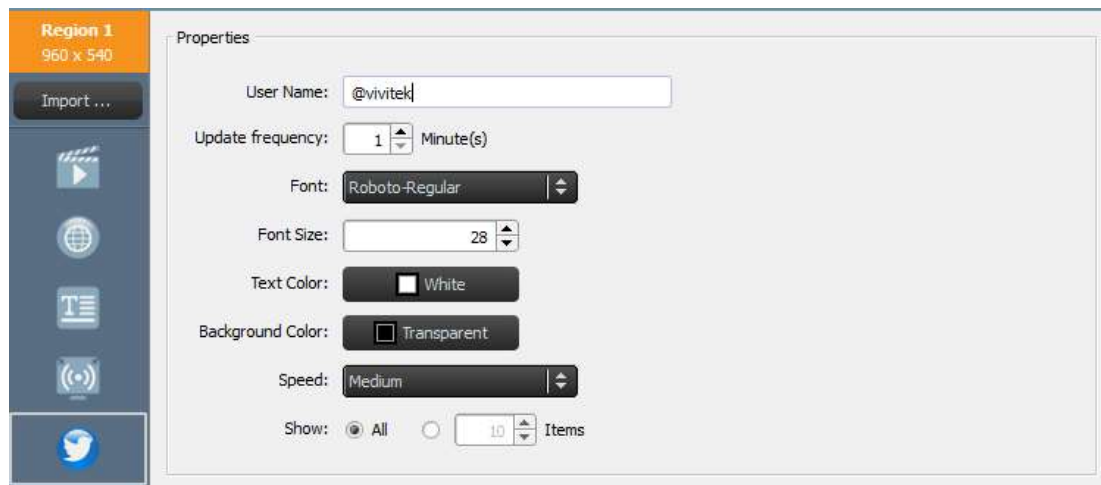 Region 1
960 x 540
Import ...
Properties
User Name: @vivitek
Update frequency: 1 Minute(s)
Font: Roboto-Regular
Font Size: 28
Text Color: White
Background Color: Transparent
Speed: Medium
Show: All 10 Items